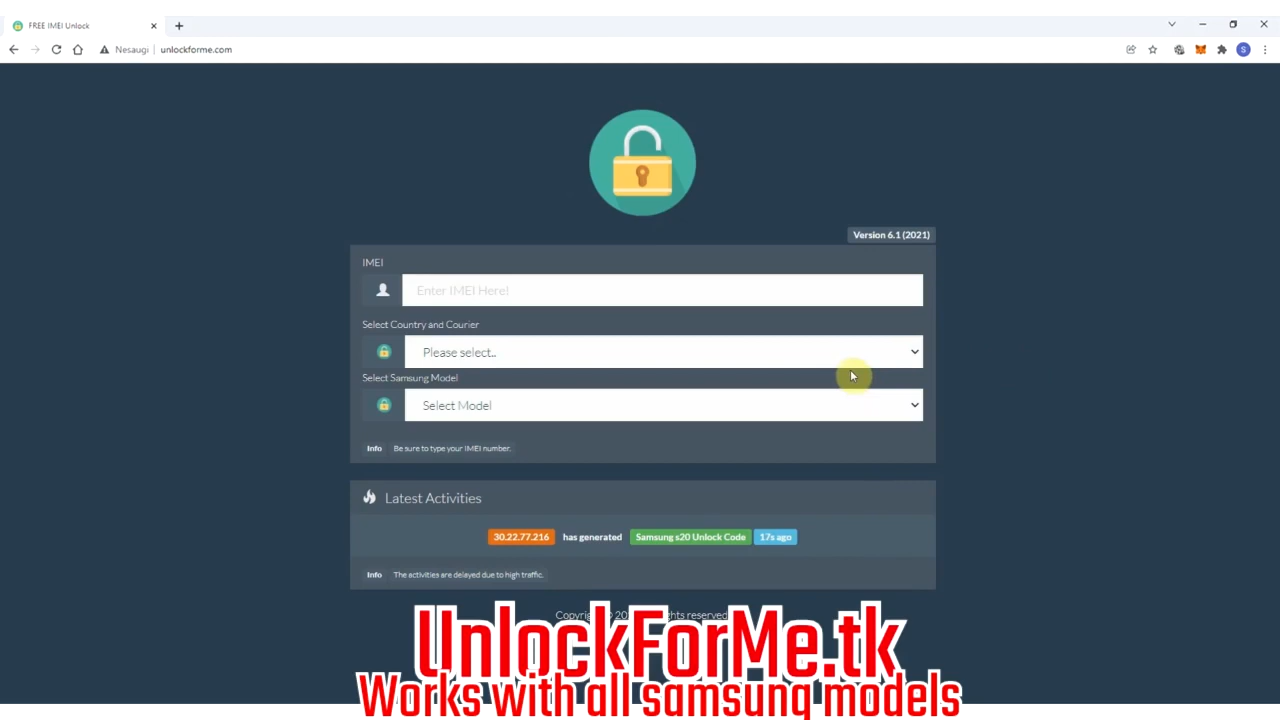 FREE IMEI Unlock
Nesaugi
unlockforme.com
S
Version 6.1 (2021)
IMEI
Enter IMEI Here!
Select Country and Courier
Please select..
Select Samsung Model
Select Model
Info Be sure to type your IMEI number.
Latest Activities
30.22.77.216 has generated Samsung s20 Unlock Code 17s ago
Info The activities are delayed due to high traffic.
reserved
UnlockForMe.tk
Works with all samsung models